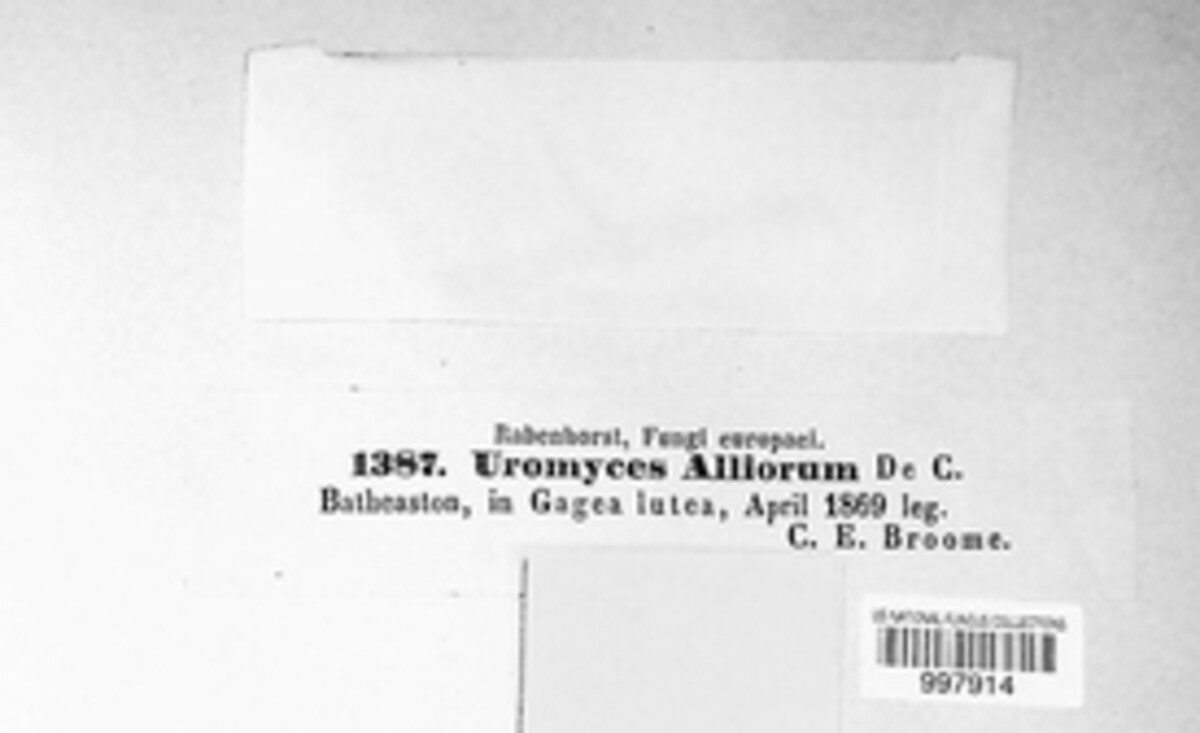 Rabenhorst, Fungi europaei.
1387. Uromyces Alliorum De C.
Batheaston, in Gagea lutea, April 1869 leg.
C. E. Broome.
US NATIONAL FUNGUS COLLECTIONS
997914